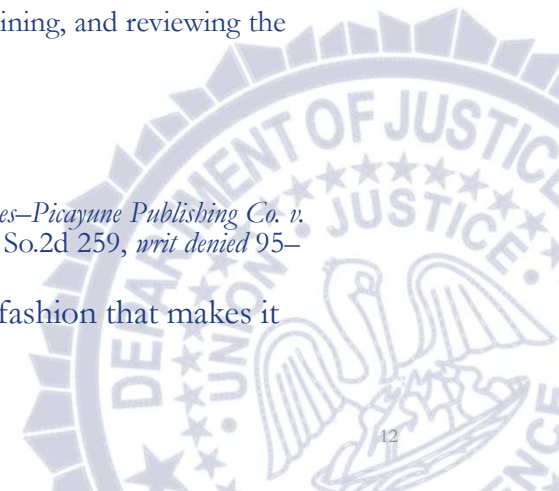 ining, and reviewing the
es–Picayune Publishing Co. v.
So.2d 259, writ denied 95–
fashion that makes it
DEPARTMENT OF JUSTICE
UNION · JUSTICE ·
12